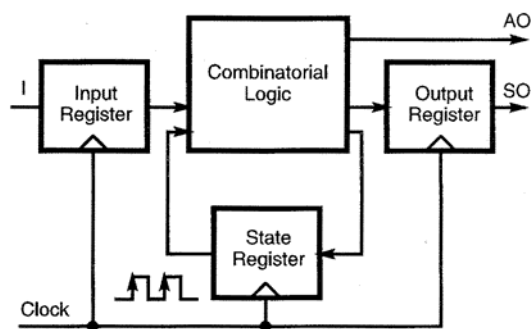 AO
I
Input
Register
Combinatorial
Logic
Output
Register
SO
State
Register
Clock